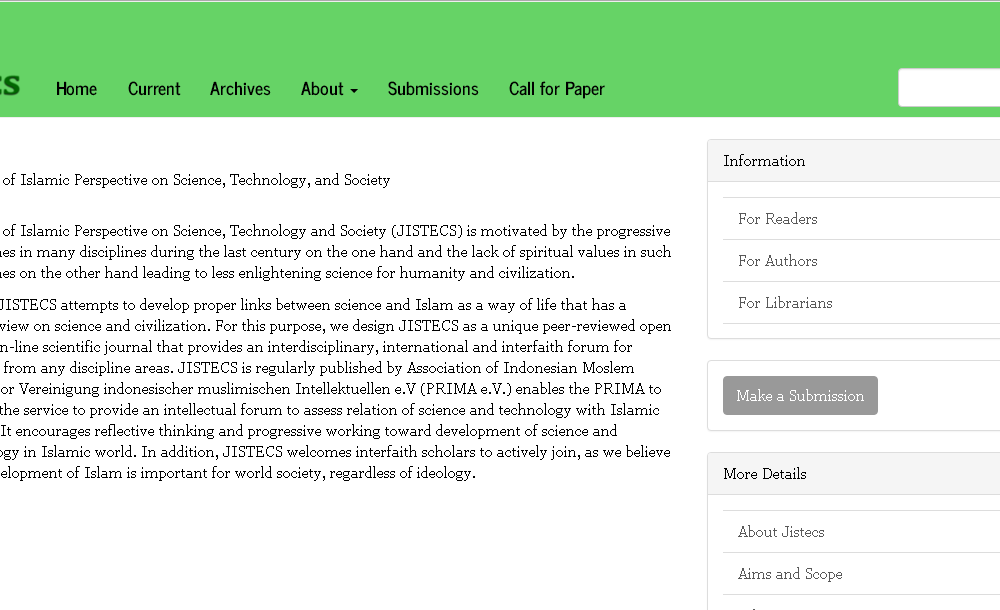 Home Current Archives About Submissions Call for Paper
of Islamic Perspective on Science, Technology, and Society
of Islamic Perspective on Science, Technology and Society (JISTECS) is motivated by the progressive
in many disciplines during the last century on the one hand and the lack of spiritual values in such
on the other hand leading to less enlightening science for humanity and civilization.
JISTECS attempts to develop proper links between science and Islam as a way of life that has a
view on science and civilization. For this purpose, we design JISTECS as a unique peer-reviewed open
n-line scientific journal that provides an interdisciplinary, international and interfaith forum for
from any discipline areas. JISTECS is regularly published by Association of Indonesian Moslem
or Vereinigung indonesischer muslimischen Intellektuellen e.V (PRIMA e.V.) enables the PRIMA to
the service to provide an intellectual forum to assess relation of science and technology with Islamic
It encourages reflective thinking and progressive working toward development of science and
ogy in Islamic world. In addition, JISTECS welcomes interfaith scholars to actively join, as we believe
elopment of Islam is important for world society, regardless of ideology.
Information
For Readers
For Authors
For Librarians
Make a Submission
More Details
About Jistecs
Aims and Scope